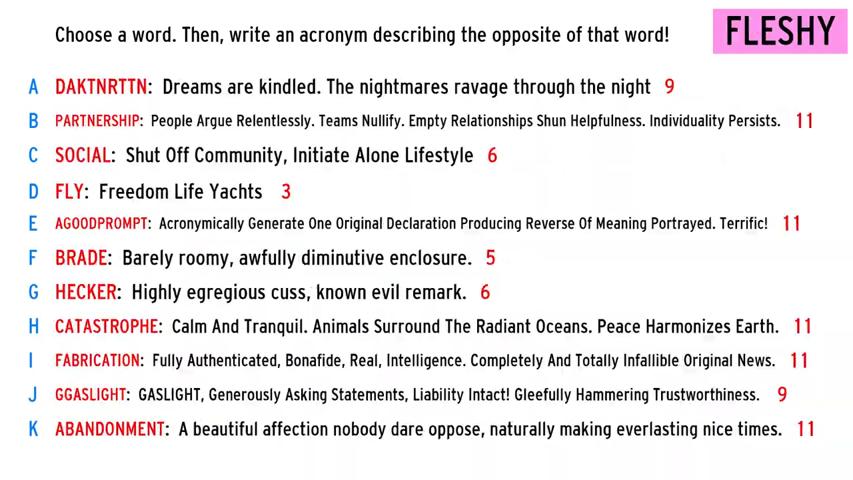 Choose a word. Then, write an acronym describing the opposite of that word!
FLESHY
A DAKTNRTTN: Dreams are kindled. The nightmares ravage through the night 9
B PARTNERSHIP: People Argue Relentlessly. Teams Nullify. Empty Relationships Shun Helpfulness. Individuality Persists. 11
C SOCIAL: Shut Off Community, Initiate Alone Lifestyle 6
D FLY: Freedom Life Yachts 3
E AGOODPROMPT: Acronymically Generate One Original Declaration Producing Reverse Of Meaning Portrayed. Terrific! 11
F BRADE: Barely roomy, awfully diminutive enclosure. 5
G HECKER: Highly egregious cuss, known evil remark. 6
H CATASTROPHE: Calm And Tranquil. Animals Surround The Radiant Oceans. Peace Harmonizes Earth. 11
I FABRICATION: Fully Authenticated, Bonafide, Real, Intelligence. Completely And Totally Infallible Original News. 11
J GGASLIGHT: GASLIGHT, Generously Asking Statements, Liability Intact! Gleefully Hammering Trustworthiness. 9
K ABANDONMENT: A beautiful affection nobody dare oppose, naturally making everlasting nice times. 11